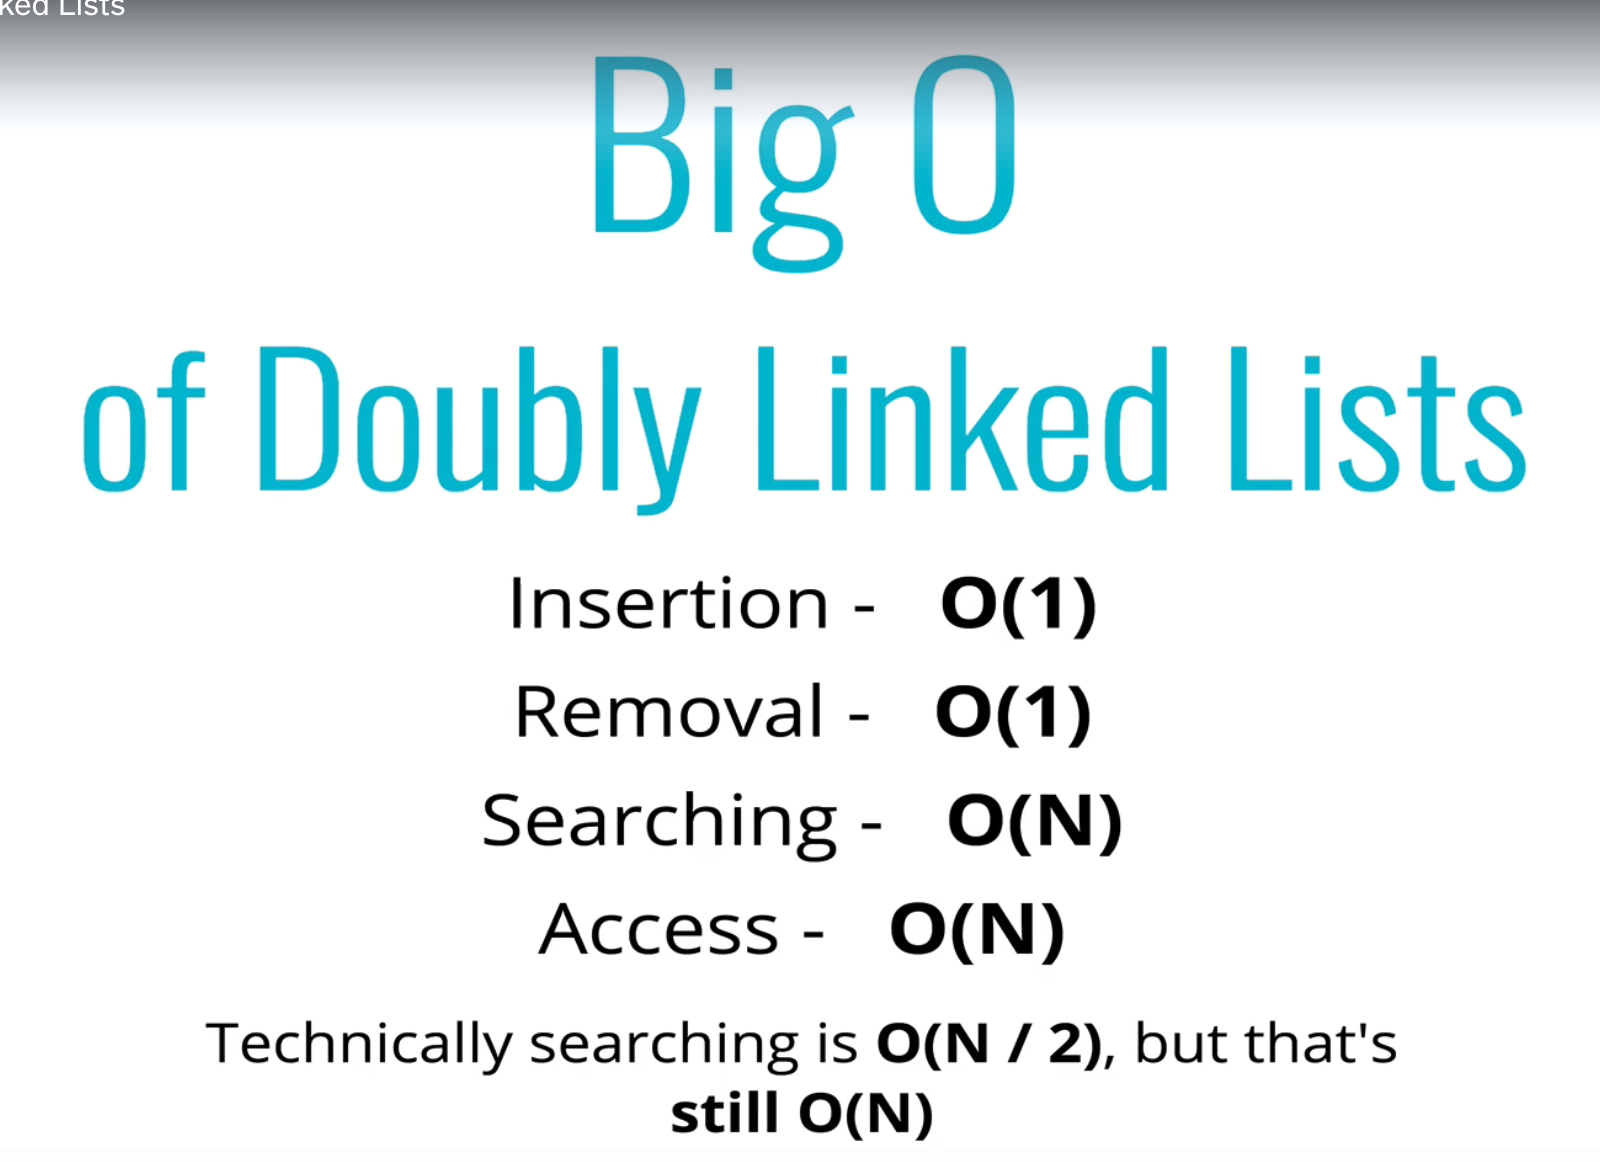 Lists
Big O
of Doubly Linked Lists
Insertion - O(1)
Removal - O(1)
Searching - O(N)
Access - O(N)
Technically searching is O(N / 2), but that's
still O(N)